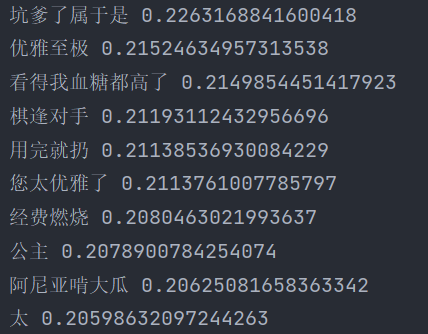 坑爹了属于是 0.2263168841600418
优雅至极 0.21524634957313538
看得我血糖都高了 0.2149854451417923
棋逢对手 0.21193112432956696
用完就扔 0.21138536930084229
您太优雅了 0.2113761007785797
经费燃烧 0.2080463021993637
公主 0.2078900784254074
阿尼亚啃大瓜 0.20625081658363342
太 0.20598632097244263